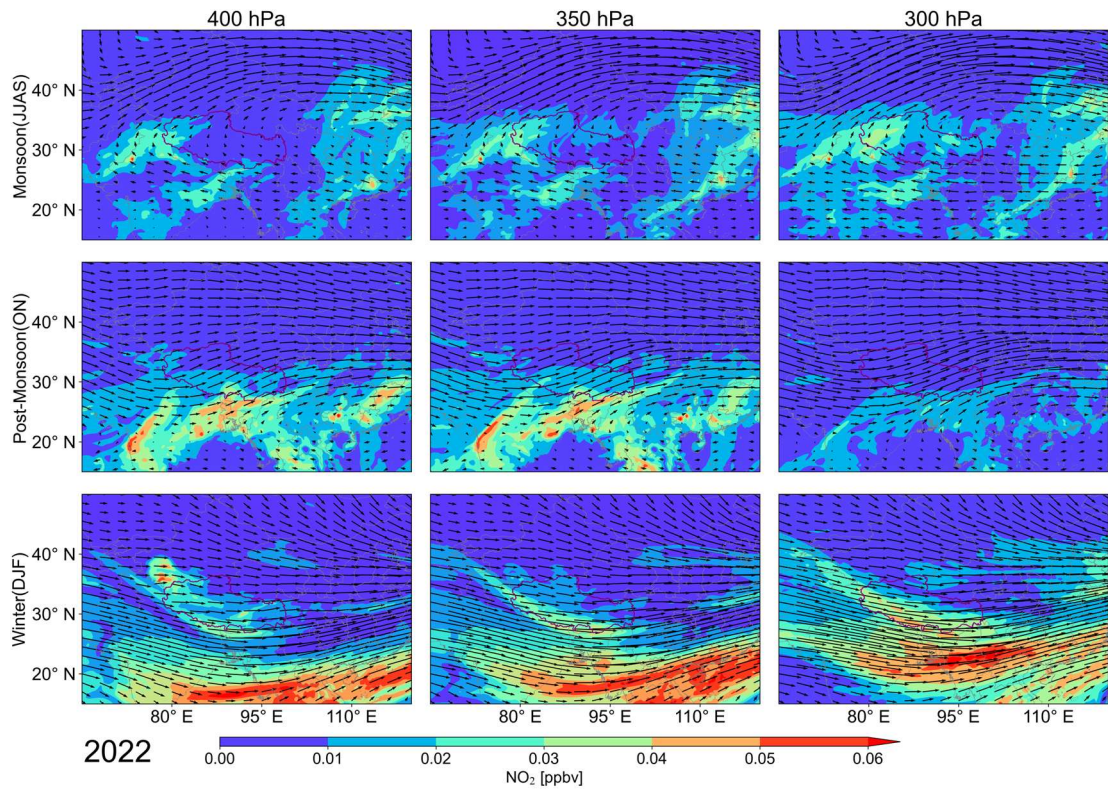 400 hPa 350 hPa 300 hPa
Monsoon(JJAS)
40° N
30° N
20° N
Post-Monsoon(ON)
40° N
30° N
20° N
Winter(DJF)
40° N
30° N
20° N
80° E 95° E 110° E 80° E 95° E 110° E 80° E 95° E 110° E
2022
0.00 0.01 0.02 0.03 0.04 0.05 0.06
NO₂ [ppbv]